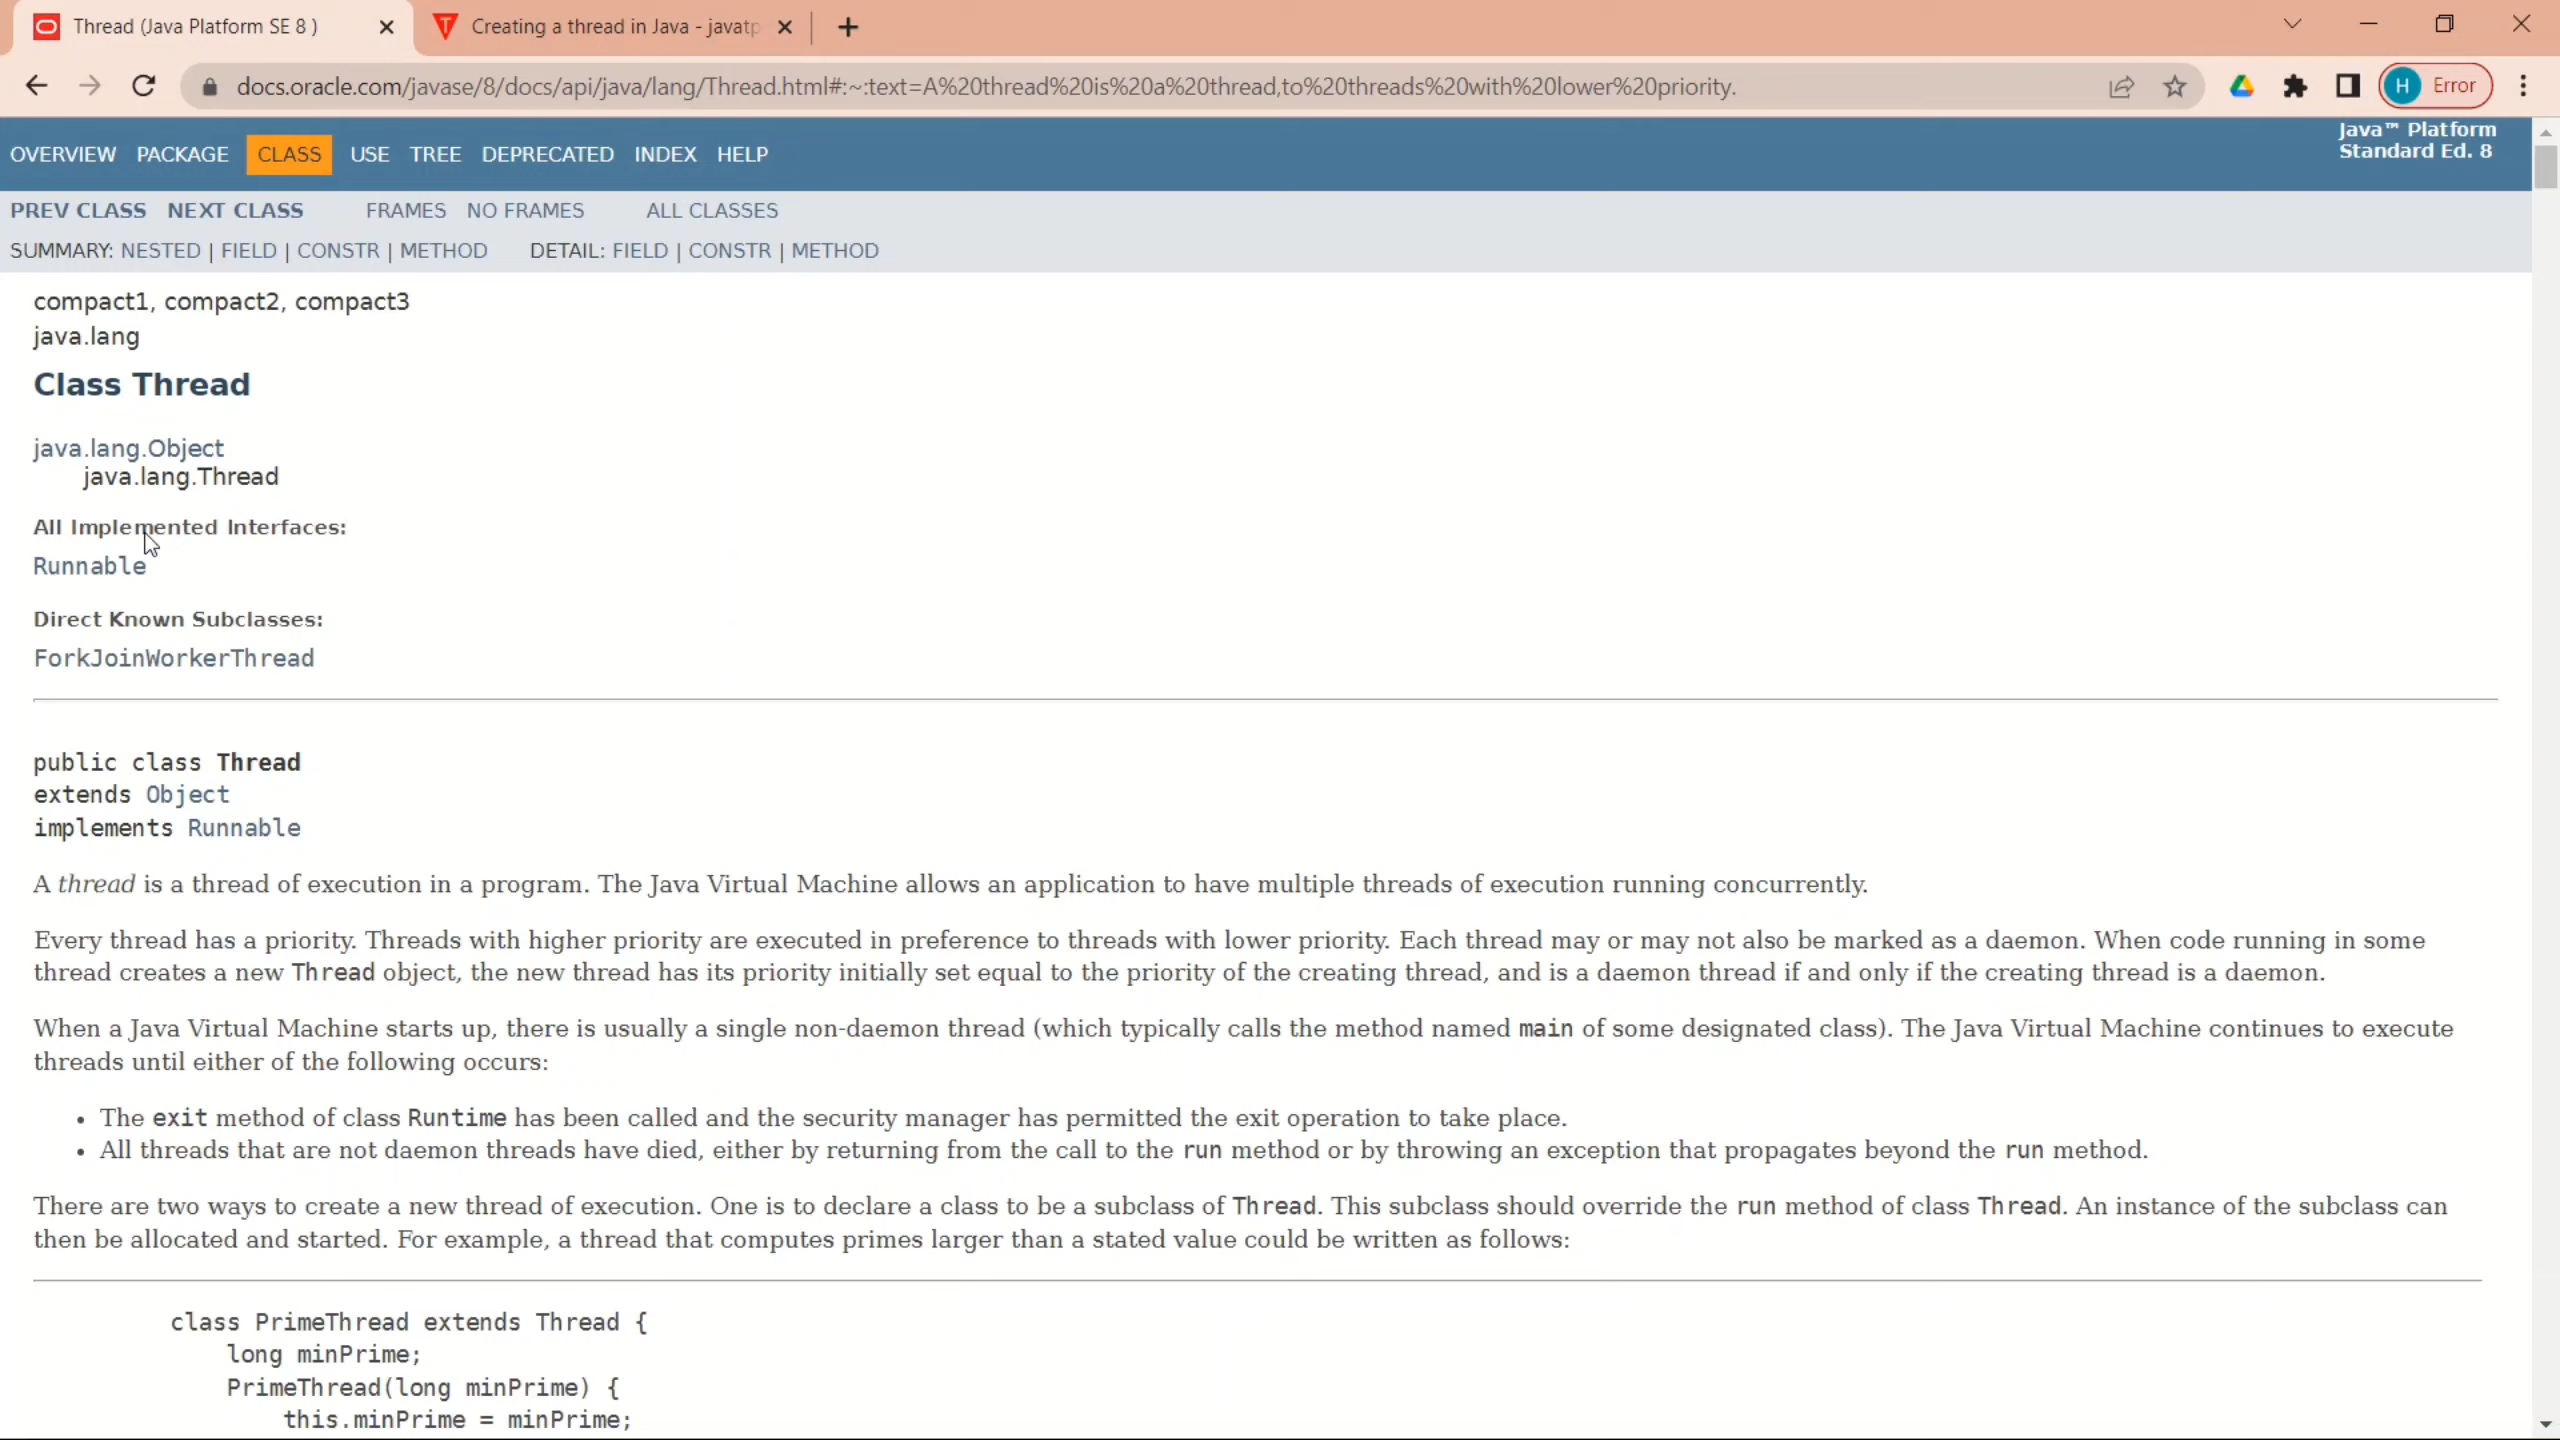 Thread (Java Platform SE 8 )
Creating a thread in Java - javatp
docs.oracle.com/javase/8/docs/api/java/lang/Thread.html#:~:text=A%20thread%20is%20a%20thread,to%20threads%20with%20lower%20priority.
H Error
OVERVIEW PACKAGE CLASS USE TREE DEPRECATED INDEX HELP
Java™ Platform
Standard Ed. 8
PREV CLASS NEXT CLASS FRAMES NO FRAMES ALL CLASSES
SUMMARY: NESTED | FIELD | CONSTR | METHOD DETAIL: FIELD | CONSTR | METHOD
compact1, compact2, compact3
java.lang
Class Thread
java.lang.Object
java.lang.Thread
All Implemented Interfaces:
Runnable
Direct Known Subclasses:
ForkJoinWorkerThread
public class Thread
extends Object
implements Runnable
A thread is a thread of execution in a program. The Java Virtual Machine allows an application to have multiple threads of execution running concurrently.
Every thread has a priority. Threads with higher priority are executed in preference to threads with lower priority. Each thread may or may not also be marked as a daemon. When code running in some
thread creates a new Thread object, the new thread has its priority initially set equal to the priority of the creating thread, and is a daemon thread if and only if the creating thread is a daemon.
When a Java Virtual Machine starts up, there is usually a single non-daemon thread (which typically calls the method named main of some designated class). The Java Virtual Machine continues to execute
threads until either of the following occurs:
• The exit method of class Runtime has been called and the security manager has permitted the exit operation to take place.
• All threads that are not daemon threads have died, either by returning from the call to the run method or by throwing an exception that propagates beyond the run method.
There are two ways to create a new thread of execution. One is to declare a class to be a subclass of Thread. This subclass should override the run method of class Thread. An instance of the subclass can
then be allocated and started. For example, a thread that computes primes larger than a stated value could be written as follows:
class PrimeThread extends Thread {
long minPrime;
PrimeThread(long minPrime) {
this.minPrime = minPrime;